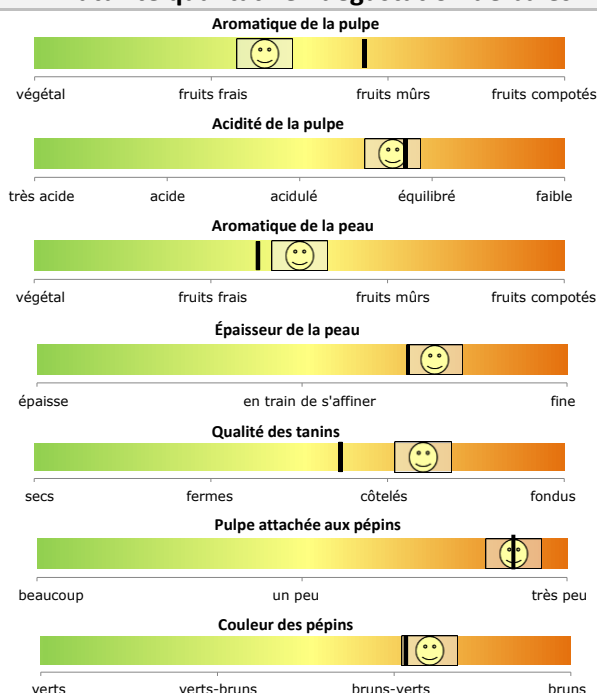 Aromatique de la pulpe
végétal fruits frais fruits mûrs fruits compotés
Acidité de la pulpe
très acide acide acidulé équilibré faible
Aromatique de la peau
végétal fruits frais fruits mûrs fruits compotés
Épaisseur de la peau
épaisse en train de s'affiner fine
Qualité des tanins
secs fermes côtelés fondus
Pulpe attachée aux pépins
beaucoup un peu très peu
Couleur des pépins
verts verts-bruns bruns-verts bruns